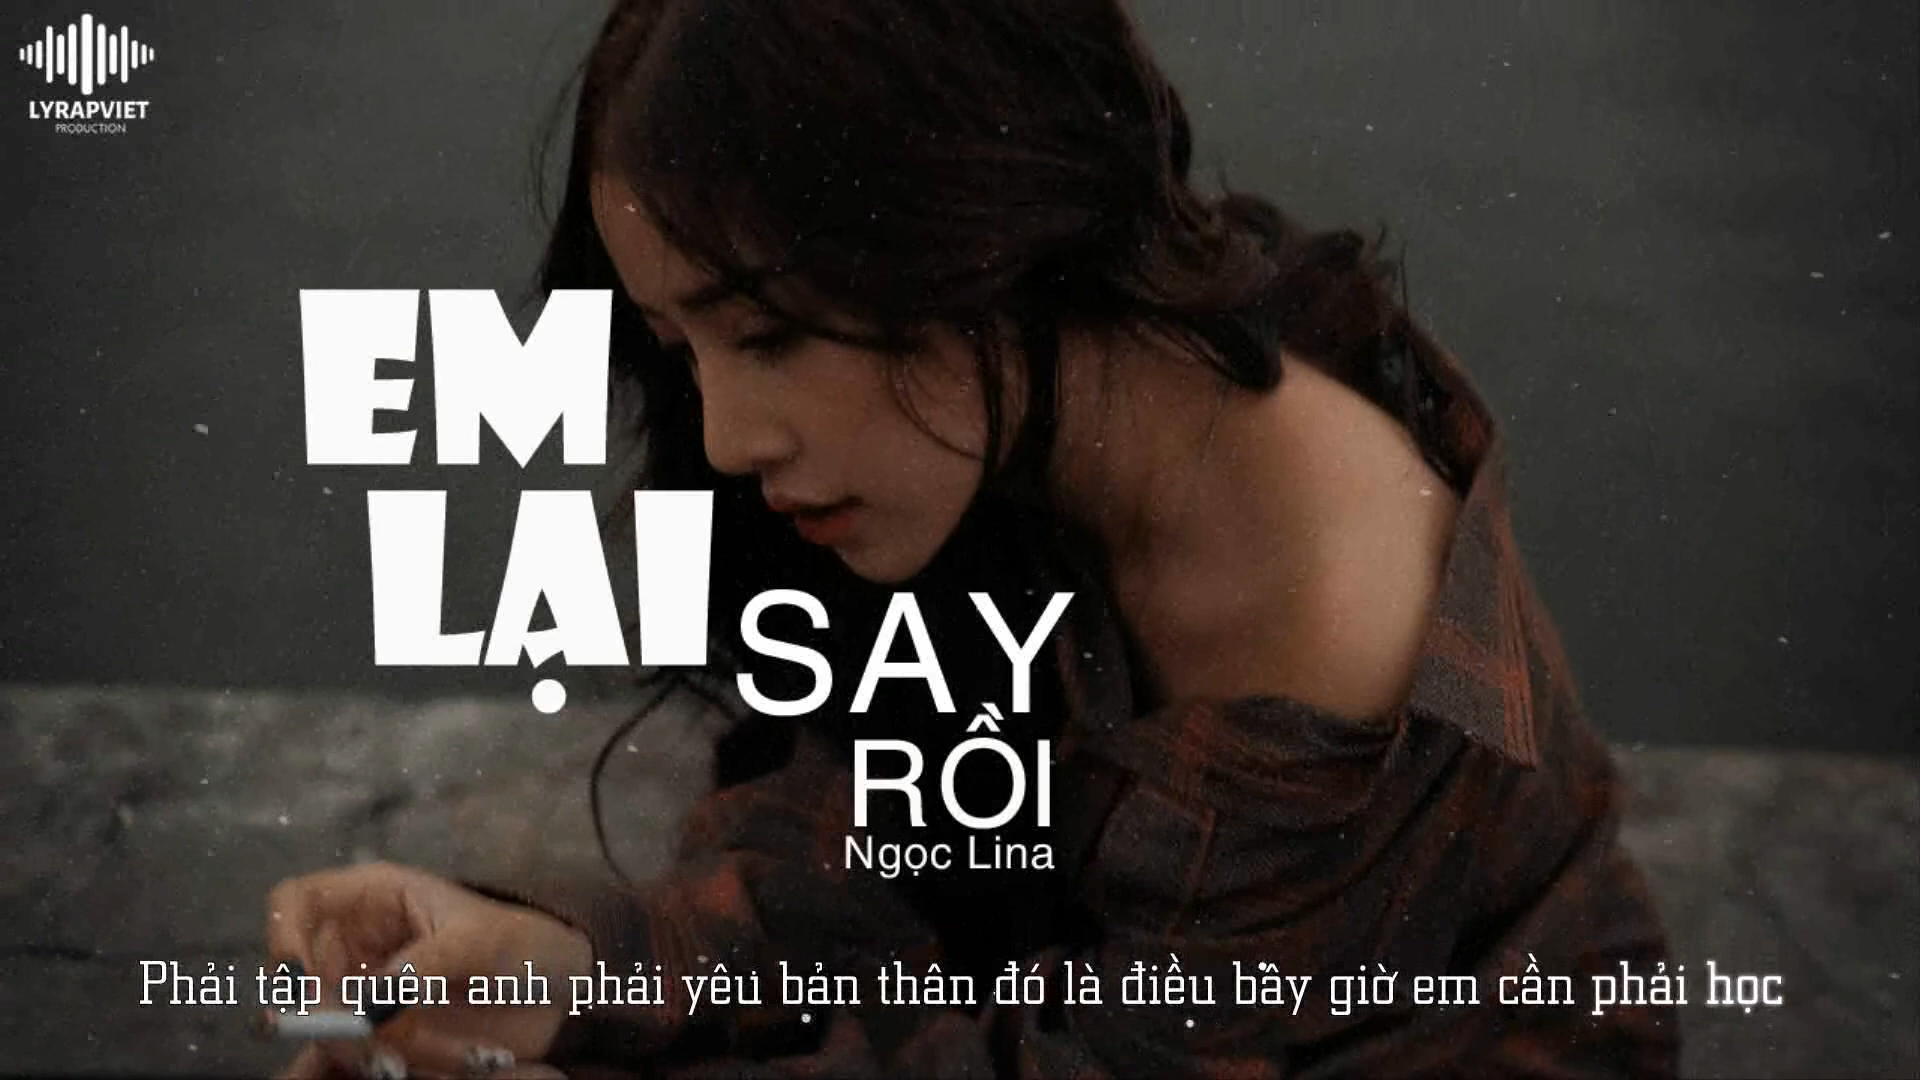 LYRAPVIET
PRODUCTION
EM
LẠI
SAY
RỒI
Ngọc Lina
Phải tập quên anh phải yêu bản thân đó là điều bây giờ em cần phải học